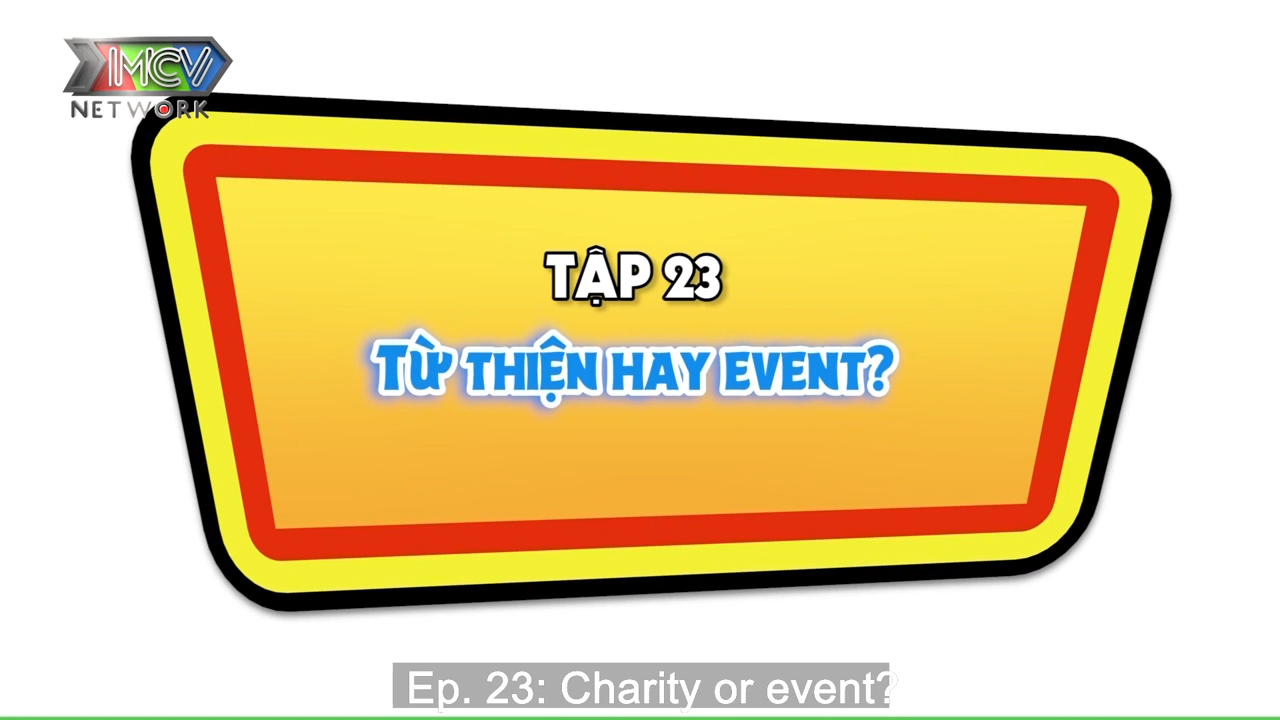 MCV
NETWORK
TẬP 23
TỪ THIỆN HAY EVENT?
Ep. 23: Charity or event?